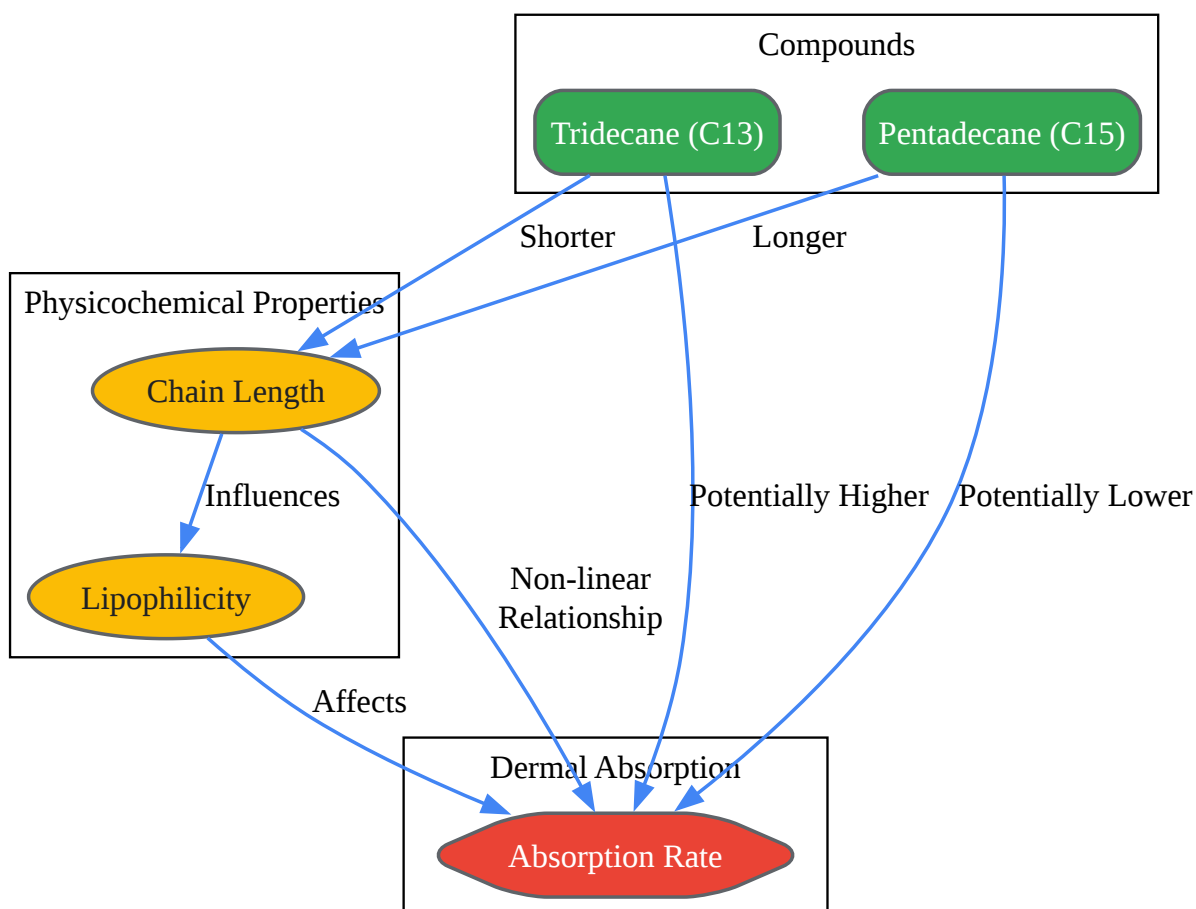 Compounds
Tridecane (C13)
Pentadecane (C15)
Shorter
Longer
Physicochemical Properties
Chain Length
Influences
Potentially Higher
Potentially Lower
Non-linear
Relationship
Lipophilicity
Affects
Dermal Absorption
Absorption Rate